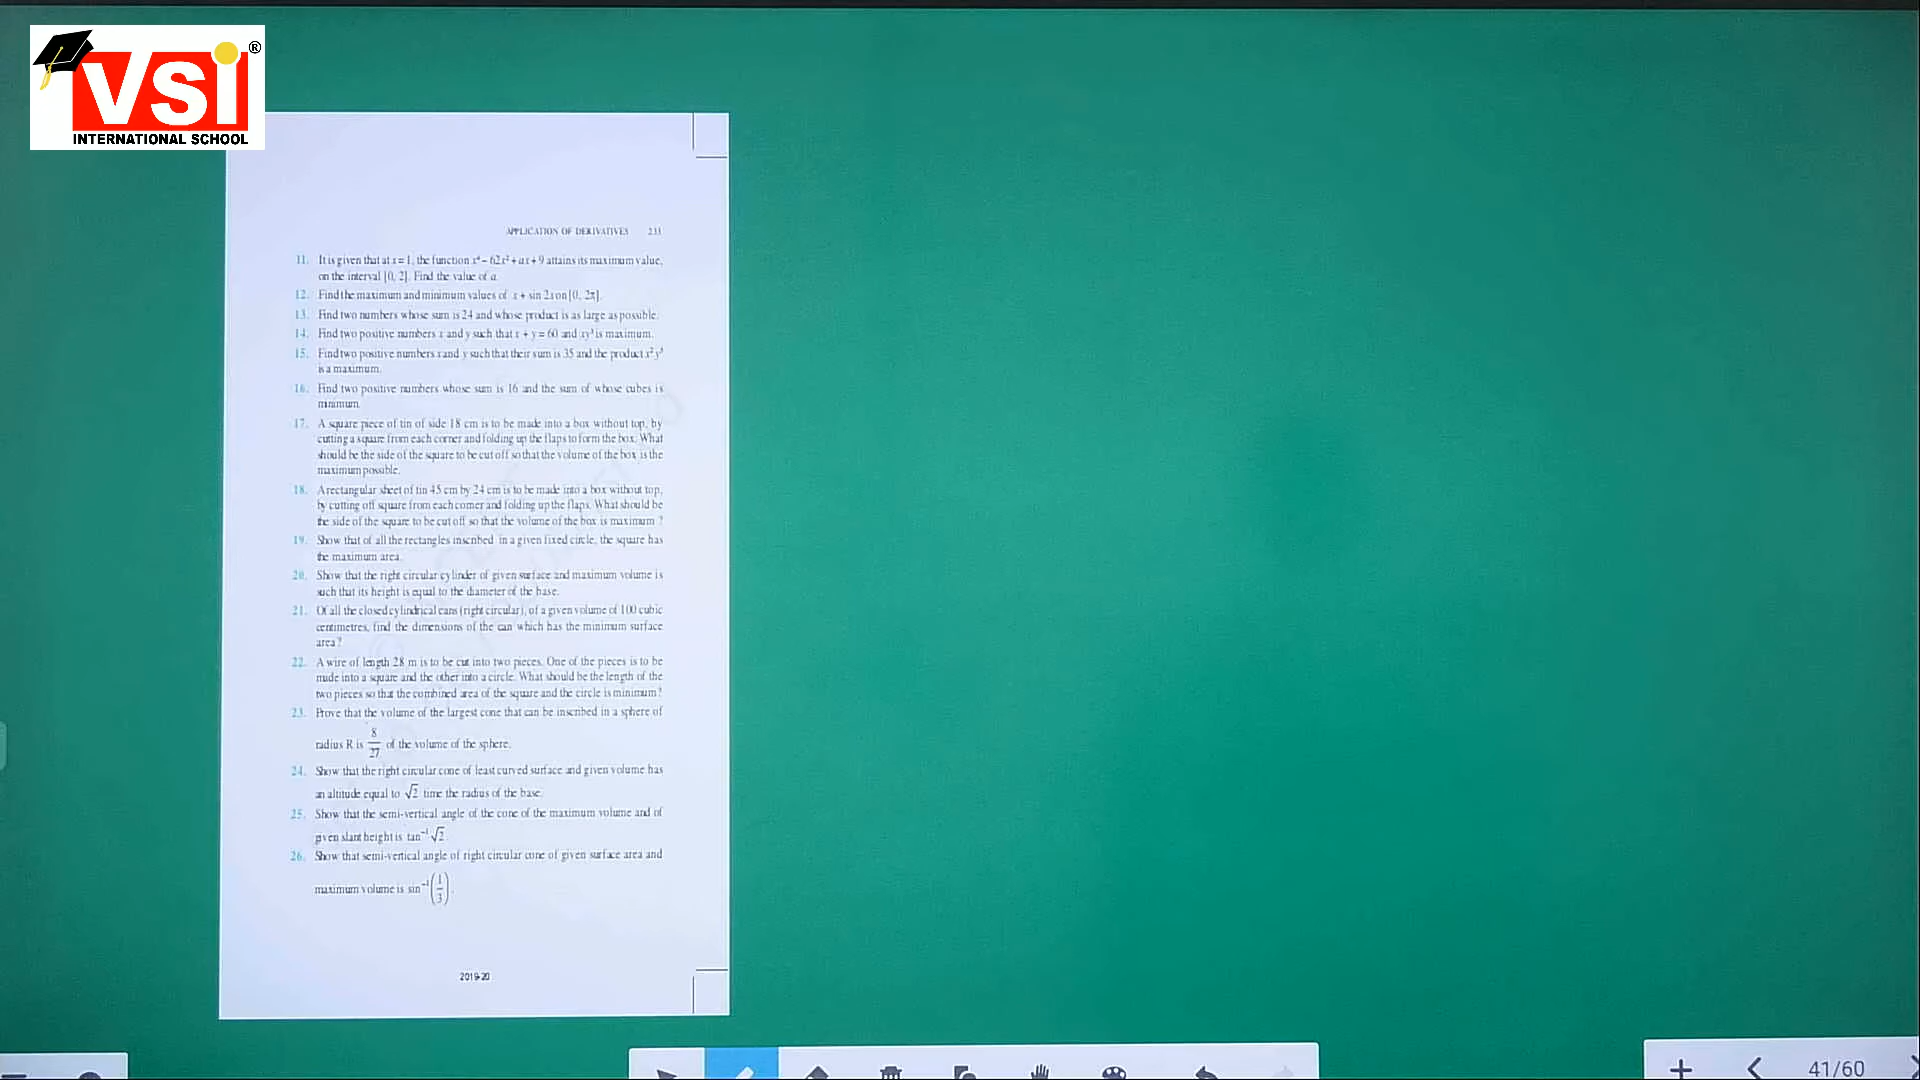 VSI ®
INTERNATIONAL SCHOOL
APPLICATION OF DERIVATIVES 233
11. It is given that at x = 1, the function x⁴ – 62x² + ax + 9 attains its maximum value,
on the interval [0, 2]. Find the value of a.
12. Find the maximum and minimum values of x + sin 2x on [0, 2π].
13. Find two numbers whose sum is 24 and whose product is as large as possible.
14. Find two positive numbers x and y such that x + y = 60 and xy³ is maximum.
15. Find two positive numbers x and y such that their sum is 35 and the product x² y⁵
is a maximum.
16. Find two positive numbers whose sum is 16 and the sum of whose cubes is
minimum.
17. A square piece of tin of side 18 cm is to be made into a box without top, by
cutting a square from each corner and folding up the flaps to form the box. What
should be the side of the square to be cut off so that the volume of the box is the
maximum possible.
18. A rectangular sheet of tin 45 cm by 24 cm is to be made into a box without top,
by cutting off square from each corner and folding up the flaps. What should be
the side of the square to be cut off so that the volume of the box is maximum ?
19. Show that of all the rectangles inscribed in a given fixed circle, the square has
the maximum area.
20. Show that the right circular cylinder of given surface and maximum volume is
such that its height is equal to the diameter of the base.
21. Of all the closed cylindrical cans (right circular), of a given volume of 100 cubic
centimetres, find the dimensions of the can which has the minimum surface
area ?
22. A wire of length 28 m is to be cut into two pieces. One of the pieces is to be
made into a square and the other into a circle. What should be the length of the
two pieces so that the combined area of the square and the circle is minimum?
23. Prove that the volume of the largest cone that can be inscribed in a sphere of
radius R is 8/27 of the volume of the sphere.
24. Show that the right circular cone of least curved surface and given volume has
an altitude equal to √2 time the radius of the base.
25. Show that the semi-vertical angle of the cone of the maximum volume and of
given slant height is tan⁻¹ √2.
26. Show that semi-vertical angle of right circular cone of given surface area and
maximum volume is sin⁻¹(1/3).
2019-20
41/60